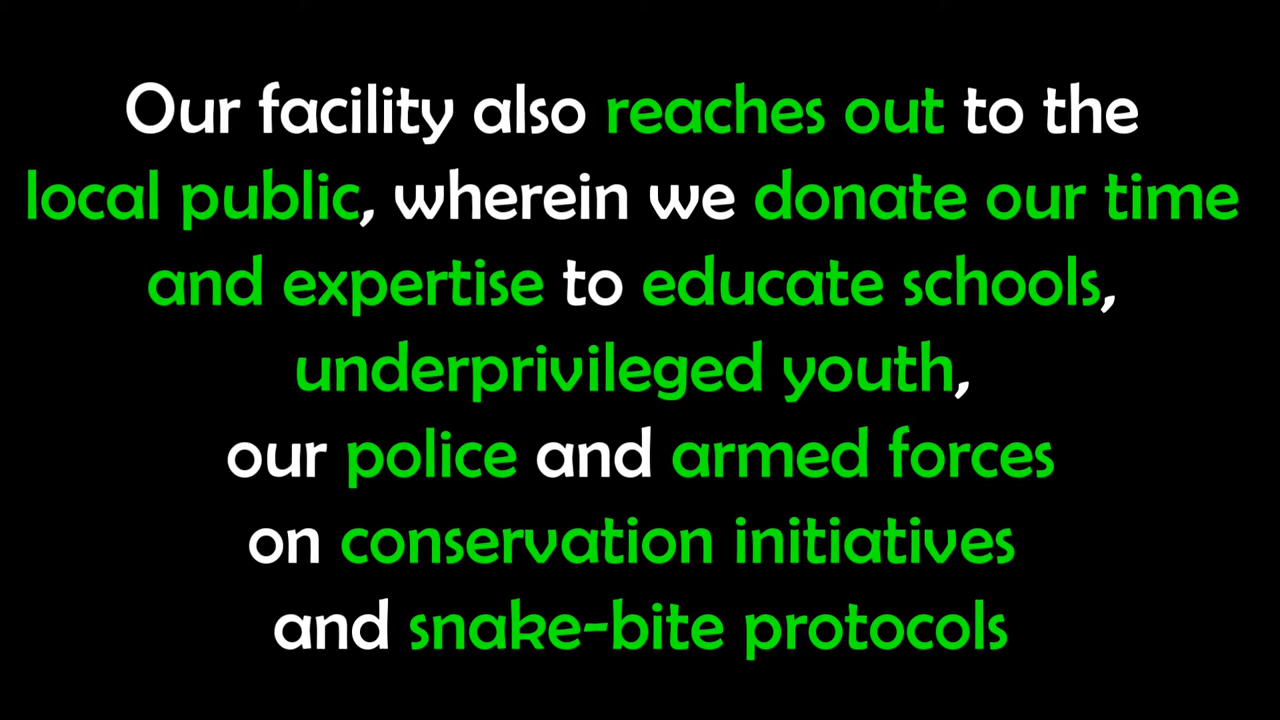 Our facility also reaches out to the
local public, wherein we donate our time
and expertise to educate schools,
underprivileged youth,
our police and armed forces
on conservation initiatives
and snake-bite protocols